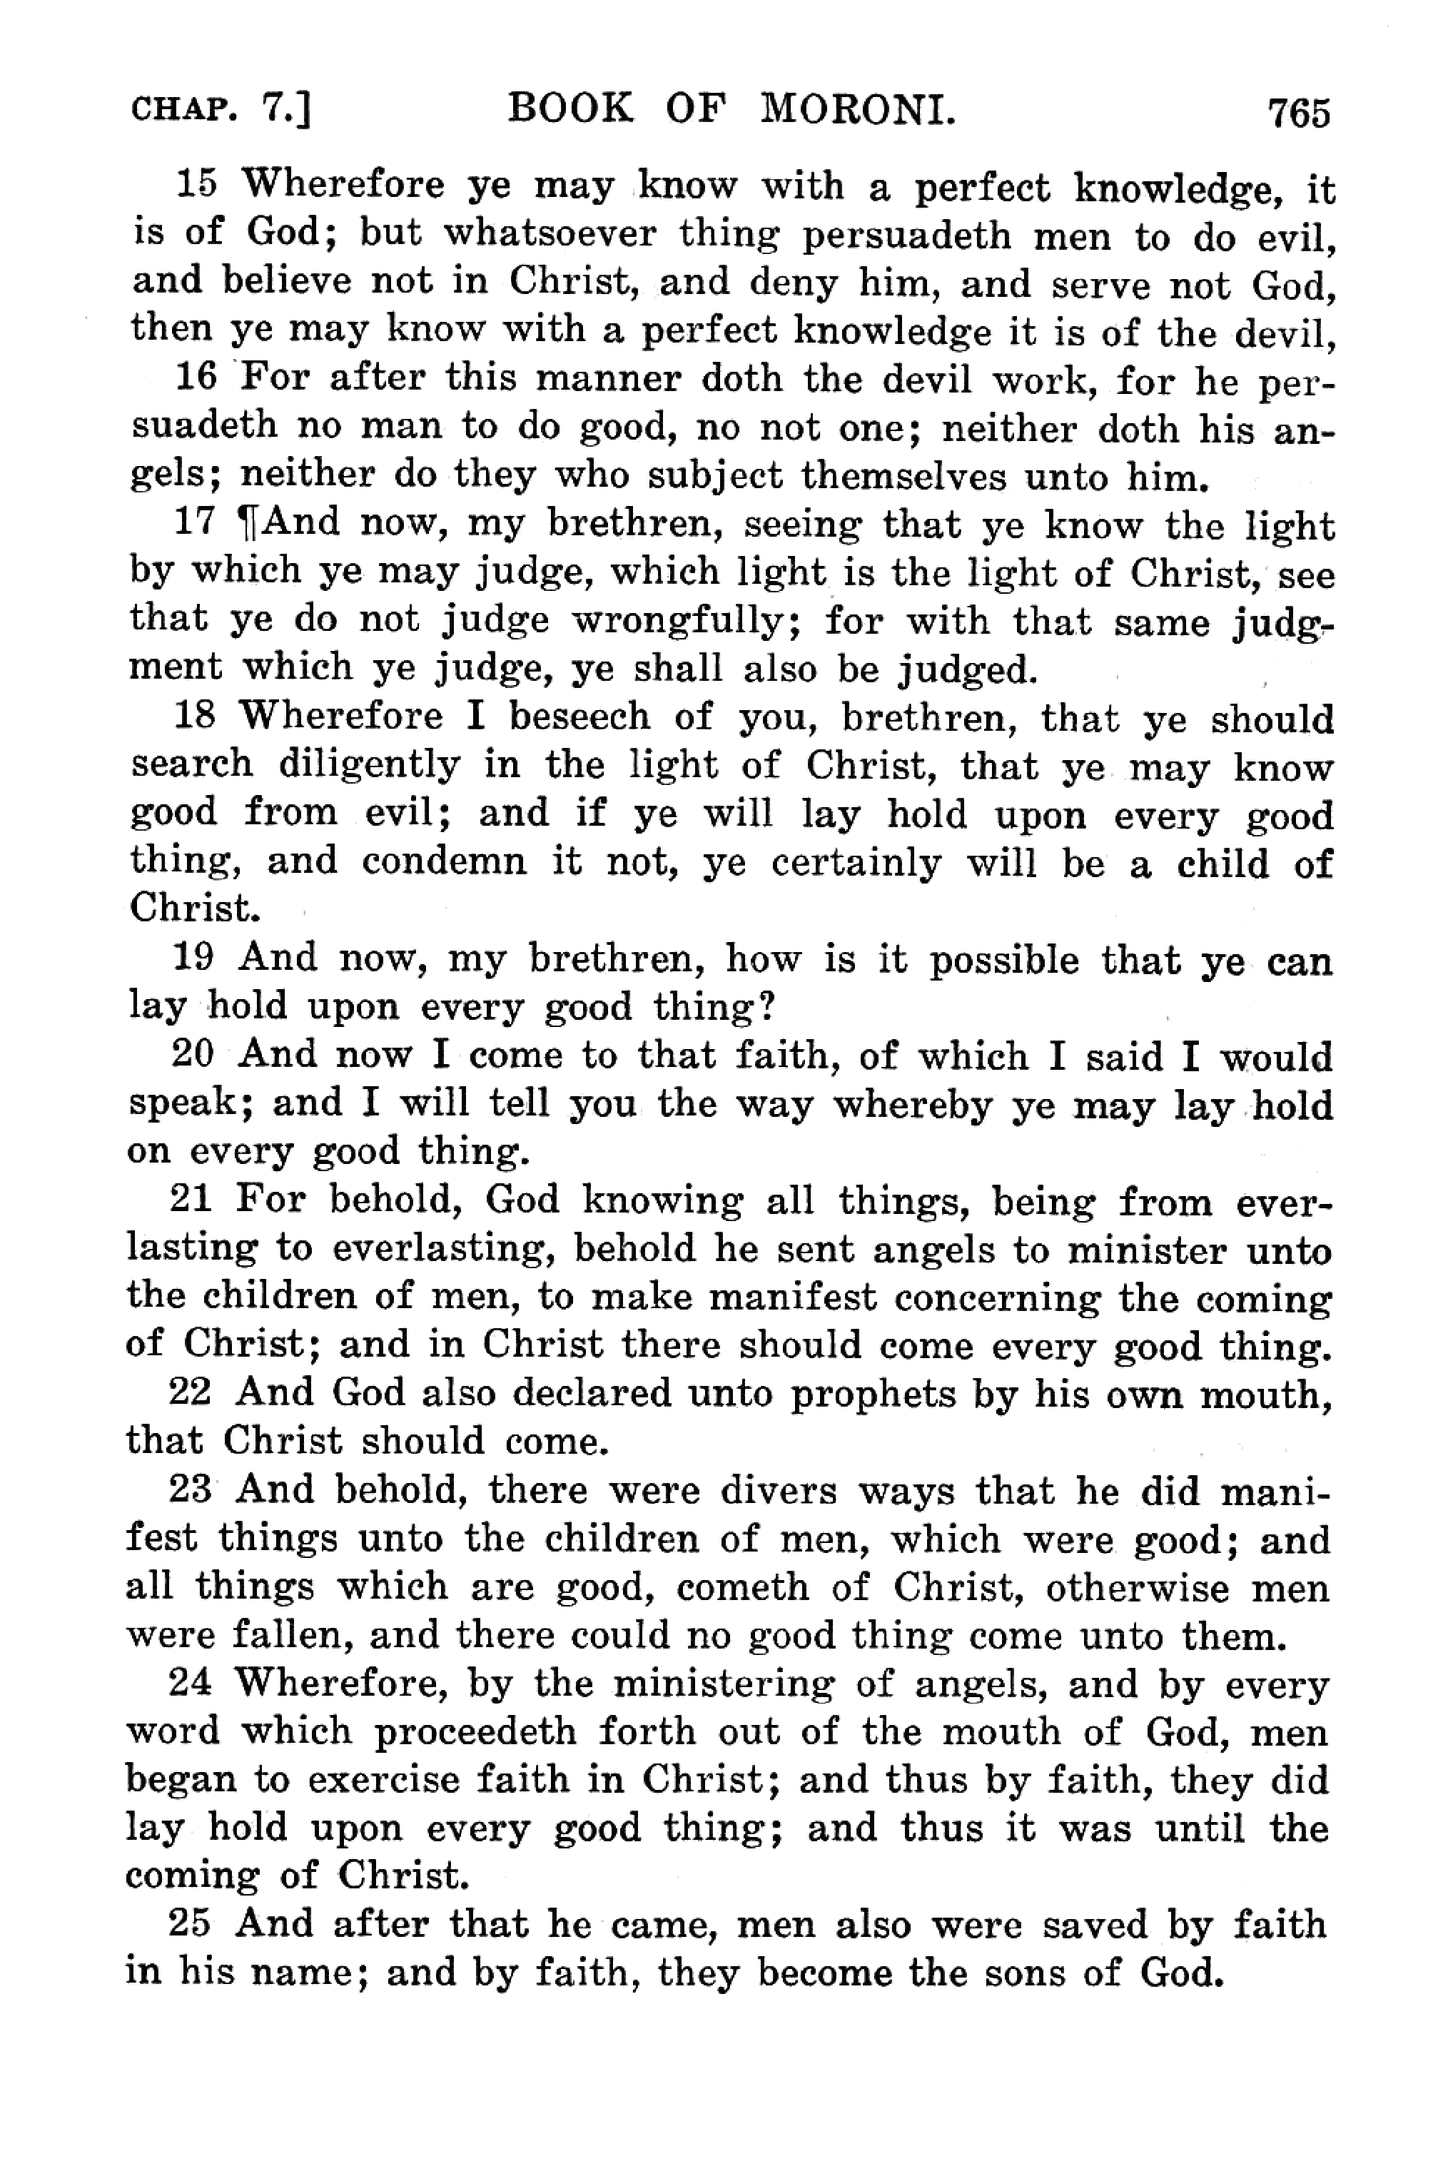 CHAP. 7.] BOOK OF MORONI. 765
15 Wherefore ye may know with a perfect knowledge, it
is of God; but whatsoever thing persuadeth men to do evil,
and believe not in Christ, and deny him, and serve not God,
then ye may know with a perfect knowledge it is of the devil,
16 For after this manner doth the devil work, for he per-
suadeth no man to do good, no not one; neither doth his an-
gels; neither do they who subject themselves unto him.
17 ¶And now, my brethren, seeing that ye know the light
by which ye may judge, which light is the light of Christ, see
that ye do not judge wrongfully; for with that same judg-
ment which ye judge, ye shall also be judged.
18 Wherefore I beseech of you, brethren, that ye should
search diligently in the light of Christ, that ye may know
good from evil; and if ye will lay hold upon every good
thing, and condemn it not, ye certainly will be a child of
Christ.
19 And now, my brethren, how is it possible that ye can
lay hold upon every good thing?
20 And now I come to that faith, of which I said I would
speak; and I will tell you the way whereby ye may lay hold
on every good thing.
21 For behold, God knowing all things, being from ever-
lasting to everlasting, behold he sent angels to minister unto
the children of men, to make manifest concerning the coming
of Christ; and in Christ there should come every good thing.
22 And God also declared unto prophets by his own mouth,
that Christ should come.
23 And behold, there were divers ways that he did mani-
fest things unto the children of men, which were good; and
all things which are good, cometh of Christ, otherwise men
were fallen, and there could no good thing come unto them.
24 Wherefore, by the ministering of angels, and by every
word which proceedeth forth out of the mouth of God, men
began to exercise faith in Christ; and thus by faith, they did
lay hold upon every good thing; and thus it was until the
coming of Christ.
25 And after that he came, men also were saved by faith
in his name; and by faith, they become the sons of God.